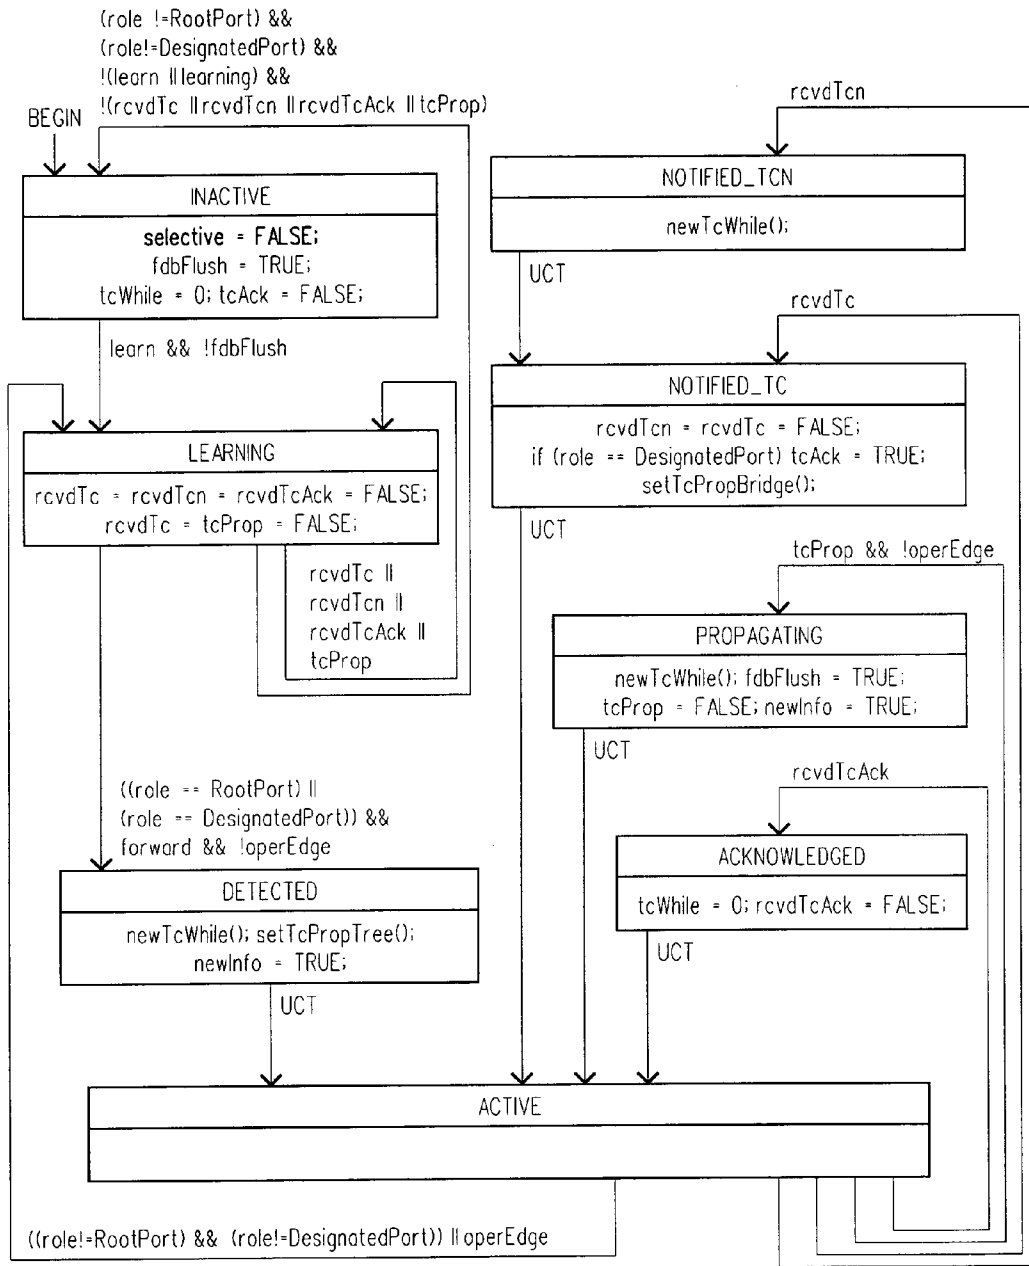 (role !=RootPort) &&
(role!=DesignatedPort) &&
!(learn || learning) &&
!(rcvdTc || rcvdTcn || rcvdTcAck || tcProp)
BEGIN
INACTIVE
selective = FALSE;
fdbFlush = TRUE;
tcWhile = 0; tcAck = FALSE;
learn && !fdbFlush
LEARNING
rcvdTc = rcvdTcn = rcvdTcAck = FALSE;
rcvdTc = tcProp = FALSE;
rcvdTc ||
rcvdTcn ||
rcvdTcAck ||
tcProp
((role == RootPort) ||
(role == DesignatedPort)) &&
forward && !operEdge
DETECTED
newTcWhile(); setTcPropTree();
newInfo = TRUE;
UCT
rcvdTcn
NOTIFIED_TCN
newTcWhile();
UCT
rcvdTc
NOTIFIED_TC
rcvdTcn = rcvdTc = FALSE;
if (role == DesignatedPort) tcAck = TRUE;
setTcPropBridge();
UCT
tcProp && !operEdge
PROPAGATING
newTcWhile(); fdbFlush = TRUE;
tcProp = FALSE; newInfo = TRUE;
UCT
rcvdTcAck
ACKNOWLEDGED
tcWhile = 0; rcvdTcAck = FALSE;
UCT
ACTIVE
((role!=RootPort) && (role!=DesignatedPort)) || operEdge